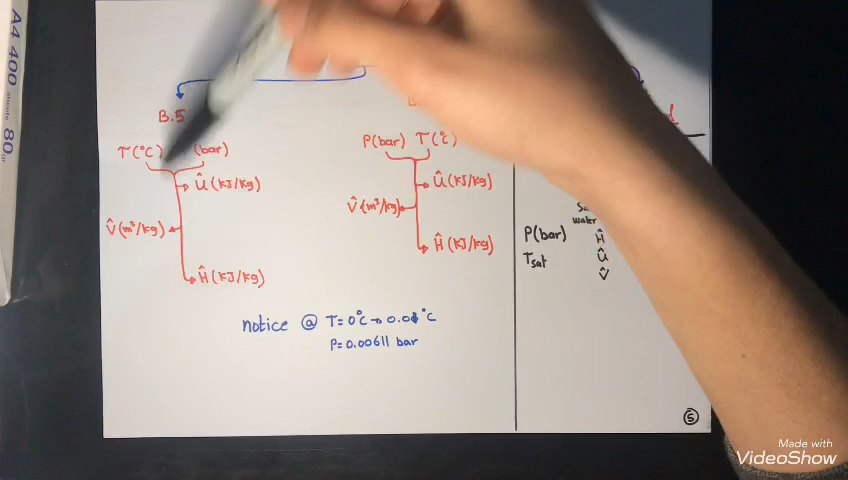 A4 400 sheets 80
B.5
T(°C) (bar)
Û(KJ/Kg)
V̂(m³/Kg)
Ĥ(KJ/Kg)
P(bar) T(°C)
Û(KJ/Kg)
V̂(m³/Kg)
Ĥ(KJ/Kg)
notice @ T=0°C → 0.01°C
P=0.00611 bar
water
P(bar) Ĥ
Tsat Û
V̂
5
Made with
VideoShow